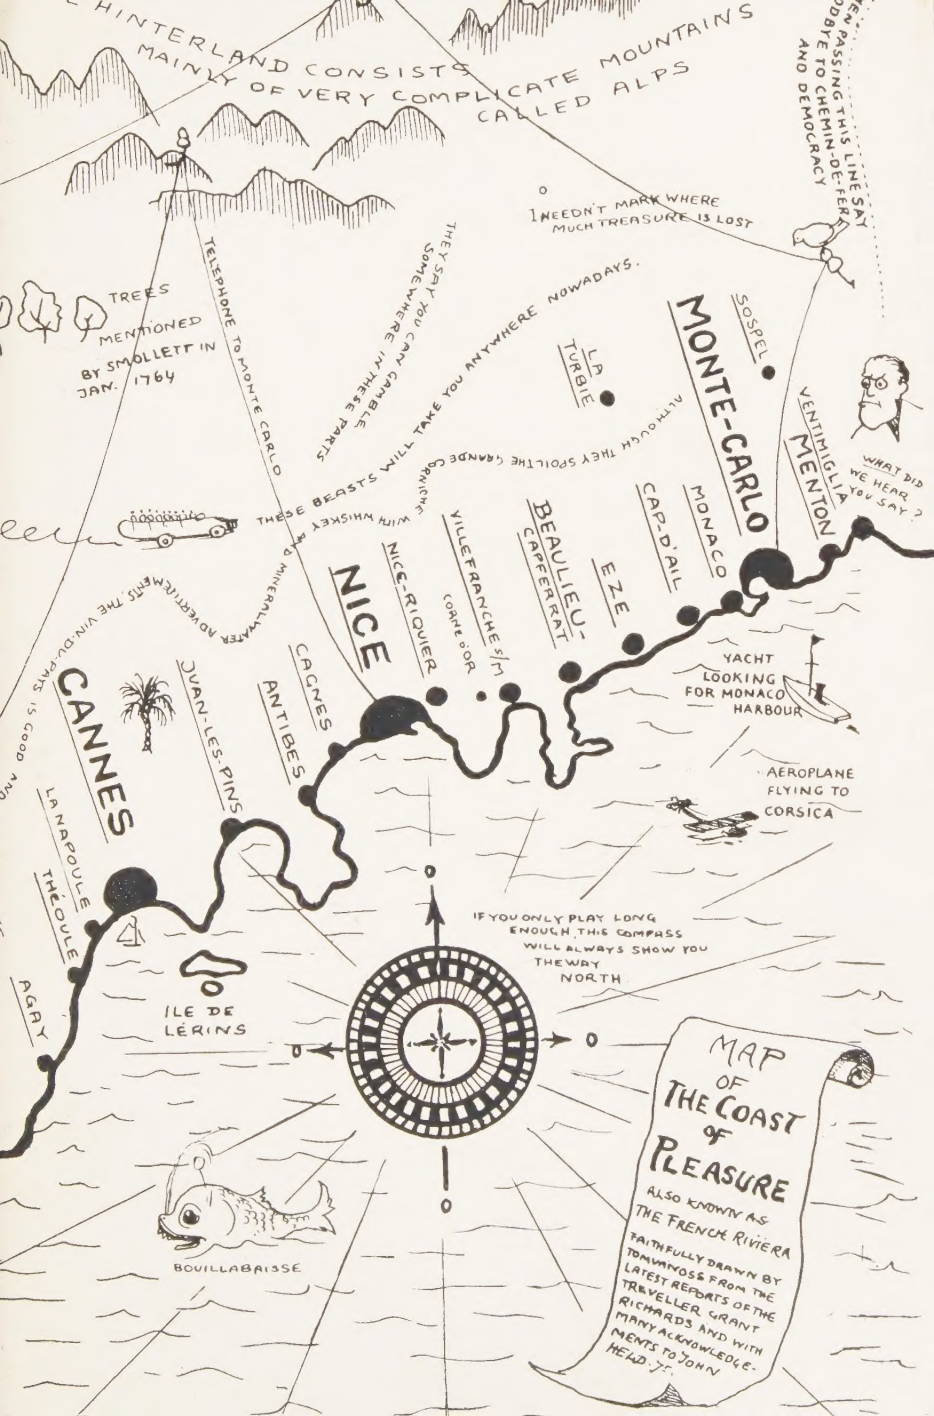 HINTERLAND CONSISTS
MAINLY OF VERY COMPLICATE MOUNTAINS
CALLED ALPS
WHEN PASSING THIS LINE SAY
GOODBYE TO CHEMIN-DE-FER
AND DEMOCRACY
I NEEDN'T MARK WHERE
MUCH TREASURE IS LOST
TREES
MENTIONED
BY SMOLLETT IN
JAN. 1764
TELEPHONE TO MONTE CARLO
THEY SAY YOU CAN GAMBLE
SOMEWHERE IN THESE PARTS
THESE BEASTS WILL TAKE YOU ANYWHERE NOWADAYS.
LA
TURBIE
SOSPEL
MONTE-CARLO
VENTIMIGLIA
MENTON
WHAT DID
WE HEAR
YOU SAY?
THE VIN-DU-PAYS IS GOOD AND
ALTHOUGH THEY SPOIL THE GRANDE
CORNICHE
WITH WHISKEY
AND MINERALWATER ADVERTISEMENTS,
NICE
NICE-RIQUIER
VILLEFRANCHE S/M
CORNE D'OR
BEAULIEU-
CAPFERRAT
EZE
CAP-D'AIL
MONACO
CANNES
JUAN-LES-PINS
ANTIBES
CAGNES
LA NAPOULE
THÉOULE
AGAY
YACHT
LOOKING
FOR MONACO
HARBOUR
AEROPLANE
FLYING TO
CORSICA
IF YOU ONLY PLAY LONG
ENOUGH, THIS COMPASS
WILL ALWAYS SHOW YOU
THE WAY
NORTH
ILE DE
LÉRINS
0
0
0
0
BOUILLABAISSE
MAP
OF
THE COAST
OF
PLEASURE
ALSO KNOWN AS
THE FRENCH RIVIERA
FAITHFULLY DRAWN BY
TOM VANOSS FROM THE
LATEST REPORTS OF THE
TREVELLER GRANT
RICHARDS AND WITH
MANY ACKNOWLEDGE-
MENTS TO JOHN
HELD·JR.